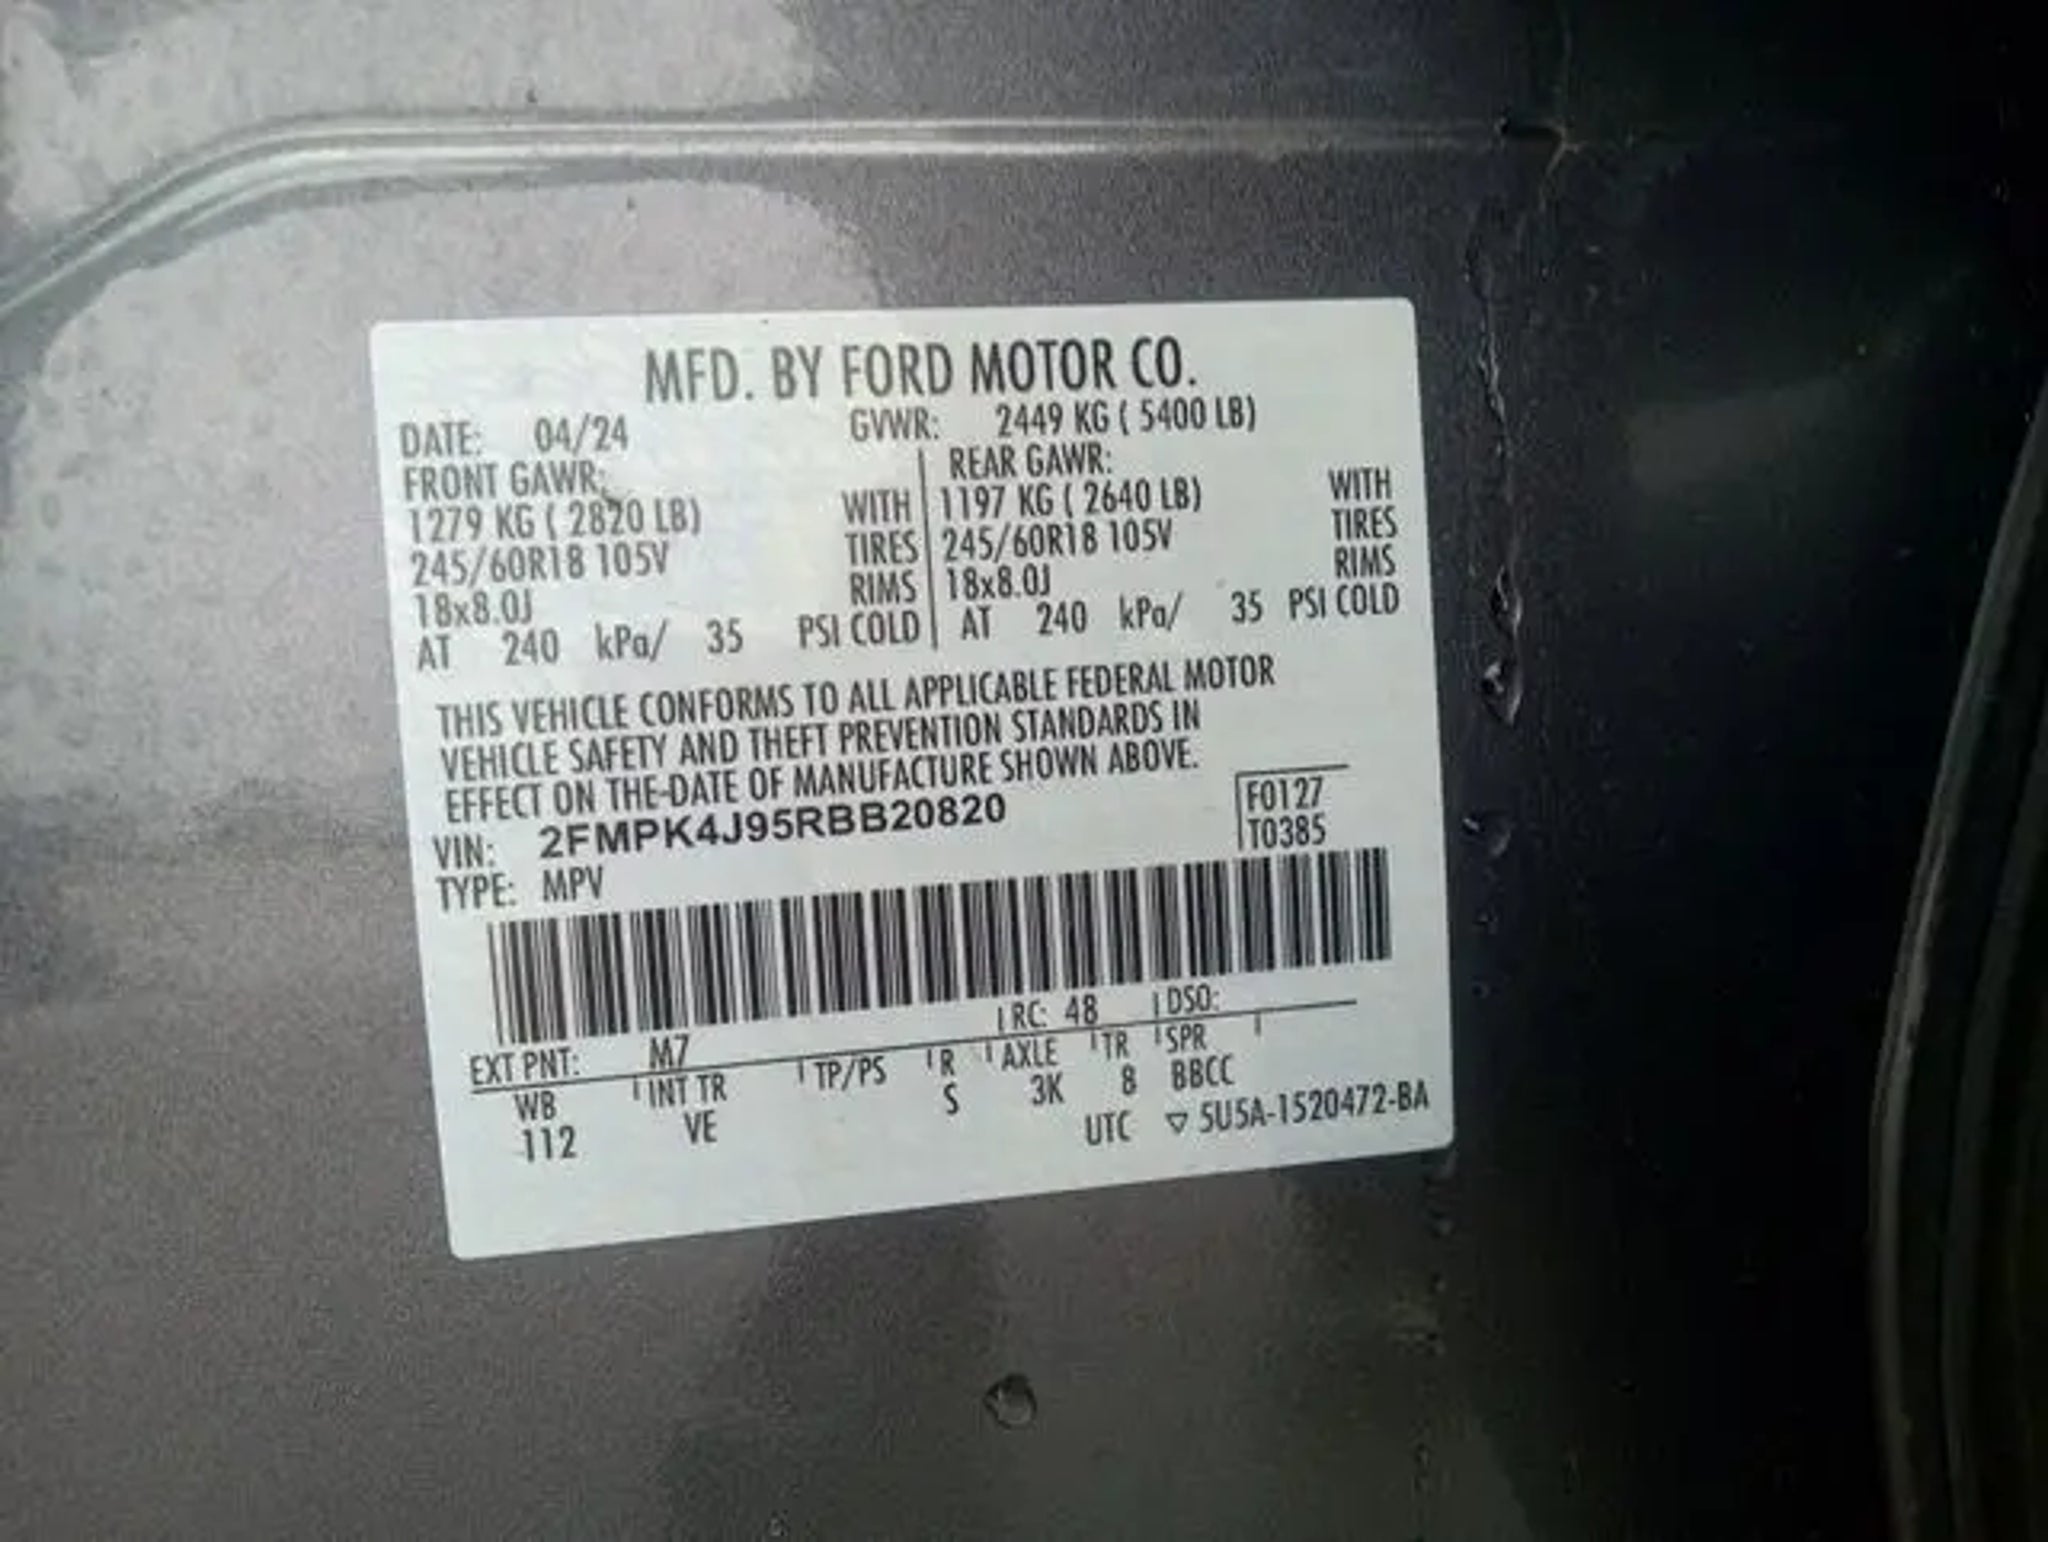 MFD. BY FORD MOTOR CO.
DATE: 04/24 GVWR: 2449 KG ( 5400 LB)
FRONT GAWR: REAR GAWR:
1279 KG ( 2820 LB) WITH 1197 KG ( 2640 LB) WITH
245/60R18 105V TIRES 245/60R18 105V TIRES
18x8.0J RIMS 18x8.0J RIMS
AT 240 kPa/ 35 PSI COLD AT 240 kPa/ 35 PSI COLD
THIS VEHICLE CONFORMS TO ALL APPLICABLE FEDERAL MOTOR
VEHICLE SAFETY AND THEFT PREVENTION STANDARDS IN
EFFECT ON THE-DATE OF MANUFACTURE SHOWN ABOVE.
VIN: 2FMPK4J95RBB20820 F0127
TYPE: MPV T0385
EXT PNT: M7 RC: 48 DSO:
WB INT TR TP/PS R AXLE TR SPR
112 VE S 3K 8 BBCC
UTC ▽ 5U5A-1520472-BA